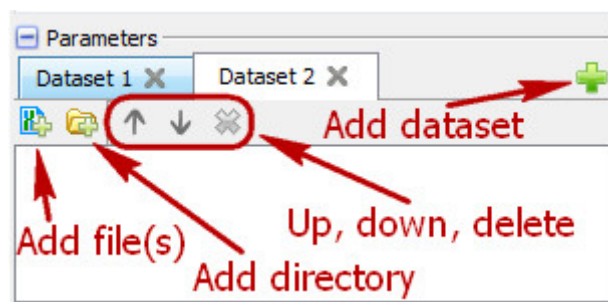 Parameters
Dataset 1 Dataset 2
Add dataset
Up, down, delete
Add file(s)
Add directory